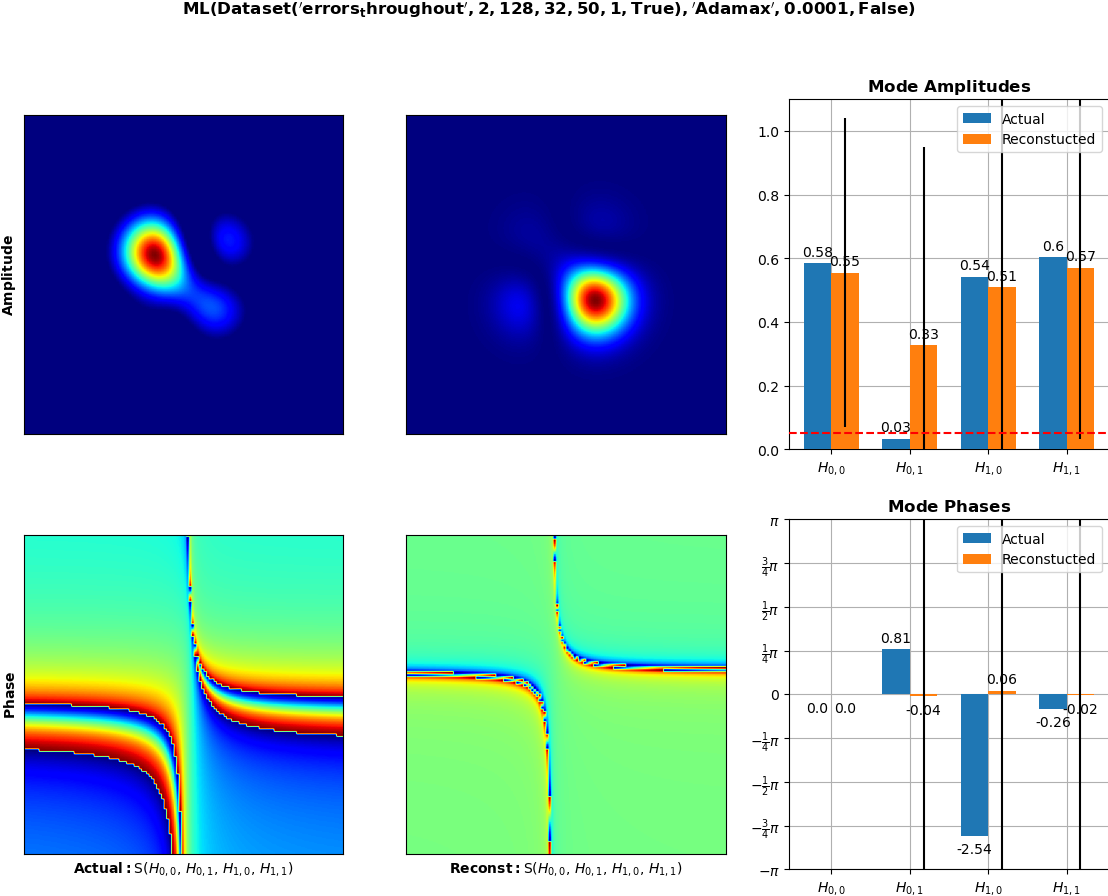 ML(Dataset('errors_throughout', 2, 128, 32, 50, 1, True), 'Adamax', 0.0001, False)
Amplitude
Mode Amplitudes
Actual
Reconstucted
1.0
0.8
0.6
0.4
0.2
0.0
0.58
0.55
0.03
0.33
0.54
0.51
0.6
0.57
H0,0
H0,1
H1,0
H1,1
Phase
Actual: S(H0,0, H0,1, H1,0, H1,1)
Reconst: S(H0,0, H0,1, H1,0, H1,1)
Mode Phases
Actual
Reconstucted
π
3/4π
1/2π
1/4π
0
−1/4π
−1/2π
−3/4π
−π
0.0
0.0
0.81
-0.04
-2.54
0.06
-0.26
-0.02
H0,0
H0,1
H1,0
H1,1